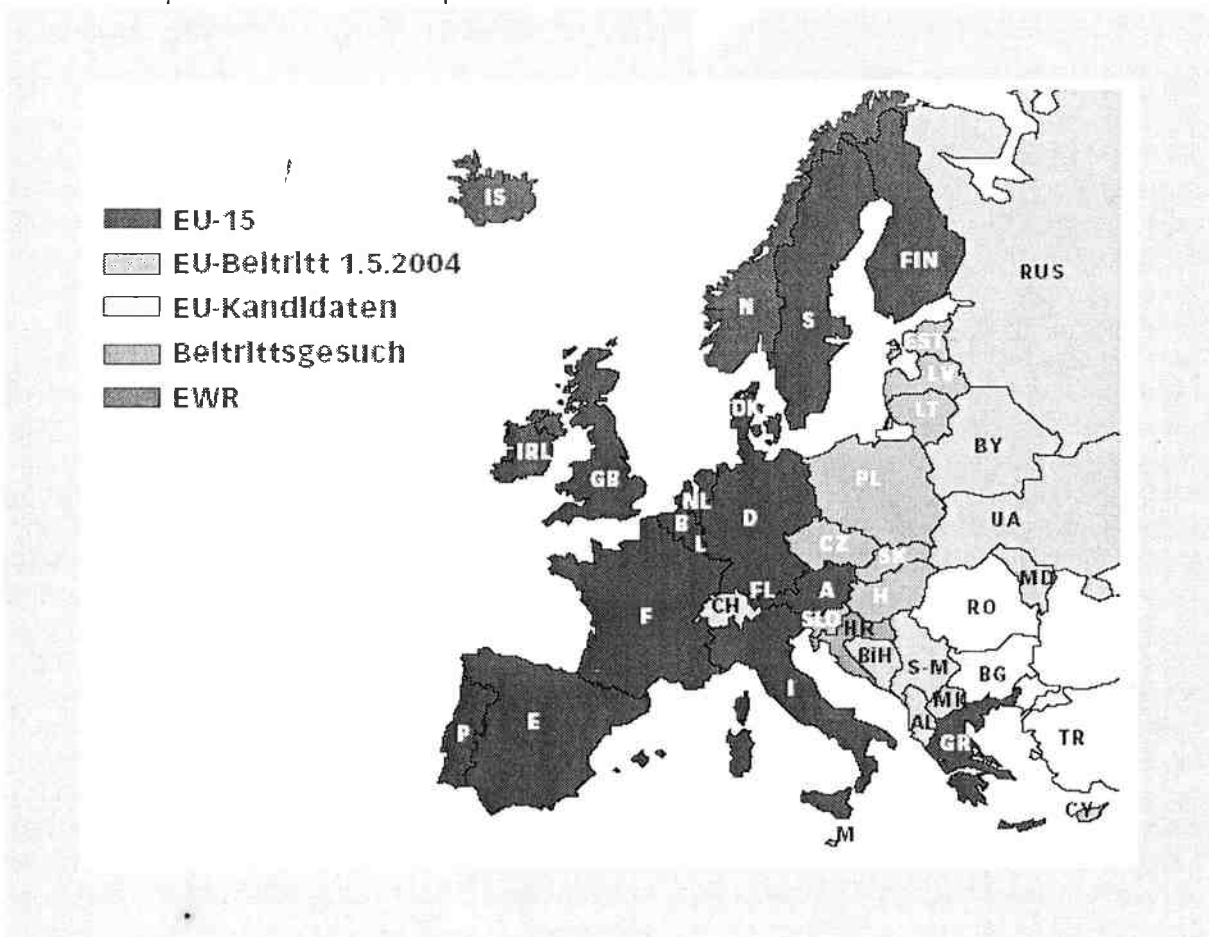 EU-15
EU-Beitritt 1.5.2004
EU-Kandidaten
Beitrittsgesuch
EWR
IS
FIN
RUS
N
S
EST
LV
LT
DK
IRL
GB
BY
PL
NL
B
D
L
UA
CZ
SK
MD
FL
A
H
CH
RO
F
SLO
HR
BiH
S-M
BG
I
MK
AL
P
E
GR
TR
CY
M